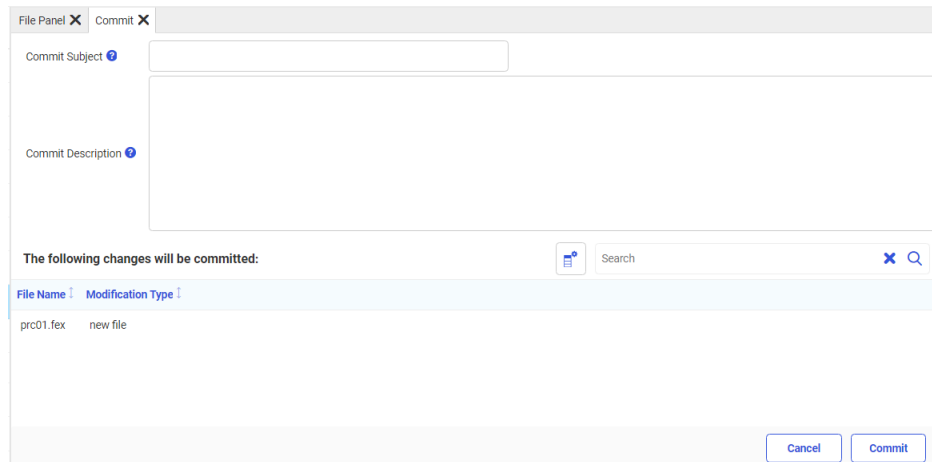 File Panel Commit
Commit Subject
Commit Description
The following changes will be committed:
Search
File Name Modification Type
prc01.fex new file
Cancel Commit